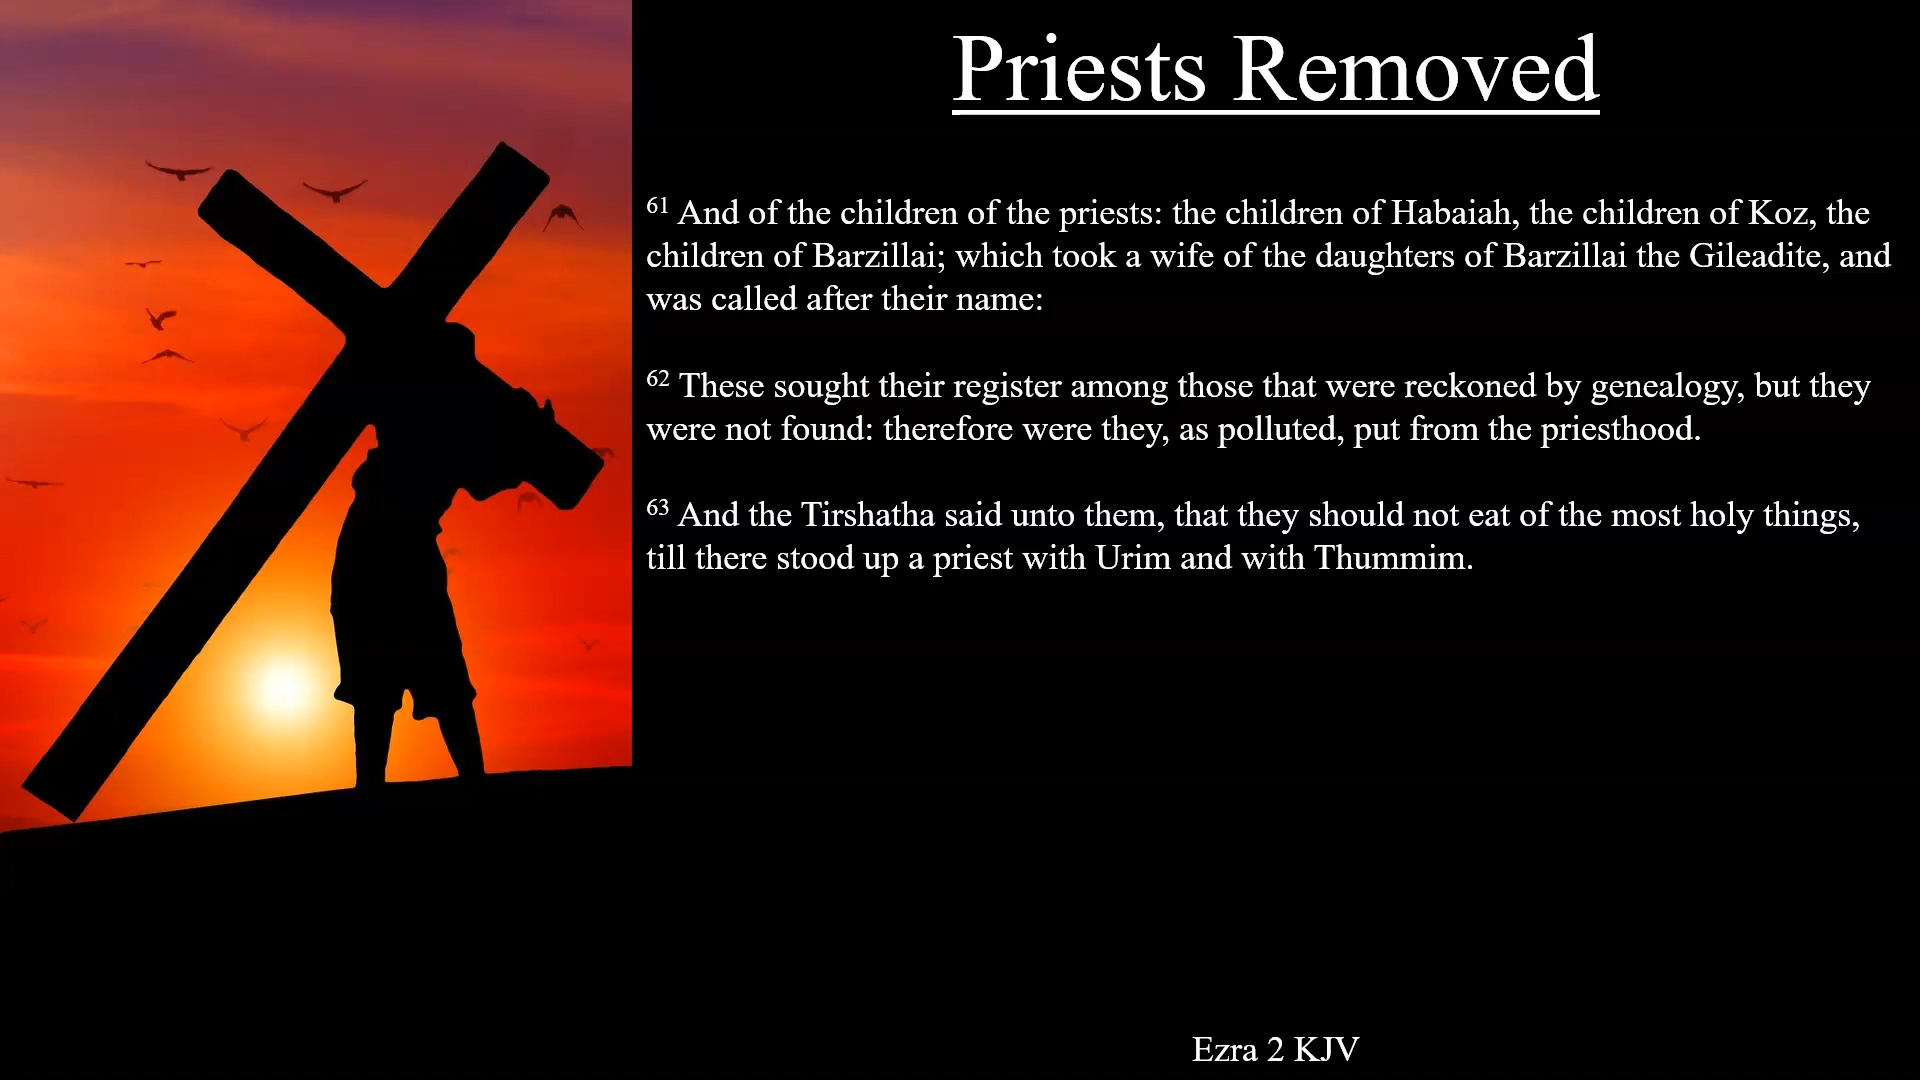 Priests Removed
61 And of the children of the priests: the children of Habaiah, the children of Koz, the
children of Barzillai; which took a wife of the daughters of Barzillai the Gileadite, and
was called after their name:
62 These sought their register among those that were reckoned by genealogy, but they
were not found: therefore were they, as polluted, put from the priesthood.
63 And the Tirshatha said unto them, that they should not eat of the most holy things,
till there stood up a priest with Urim and with Thummim.
Ezra 2 KJV